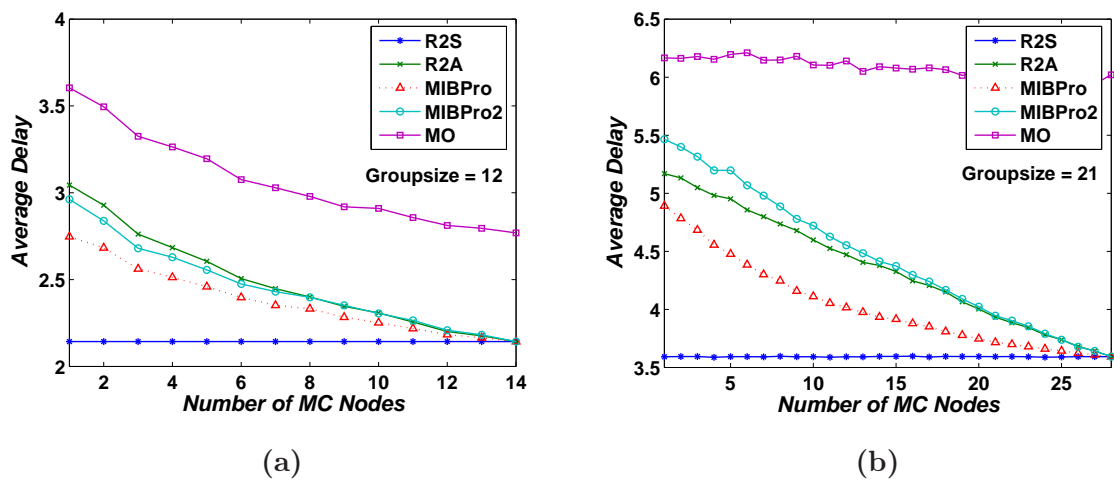 4
3.5
3
2.5
2
2
4
6
8
10
12
14
Average Delay
Number of MC Nodes
R2S
R2A
MIBPro
MIBPro2
MO
Groupsize = 12
(a)
6.5
6
5.5
5
4.5
4
3.5
5
10
15
20
25
Average Delay
Number of MC Nodes
R2S
R2A
MIBPro
MIBPro2
MO
Groupsize = 21
(b)